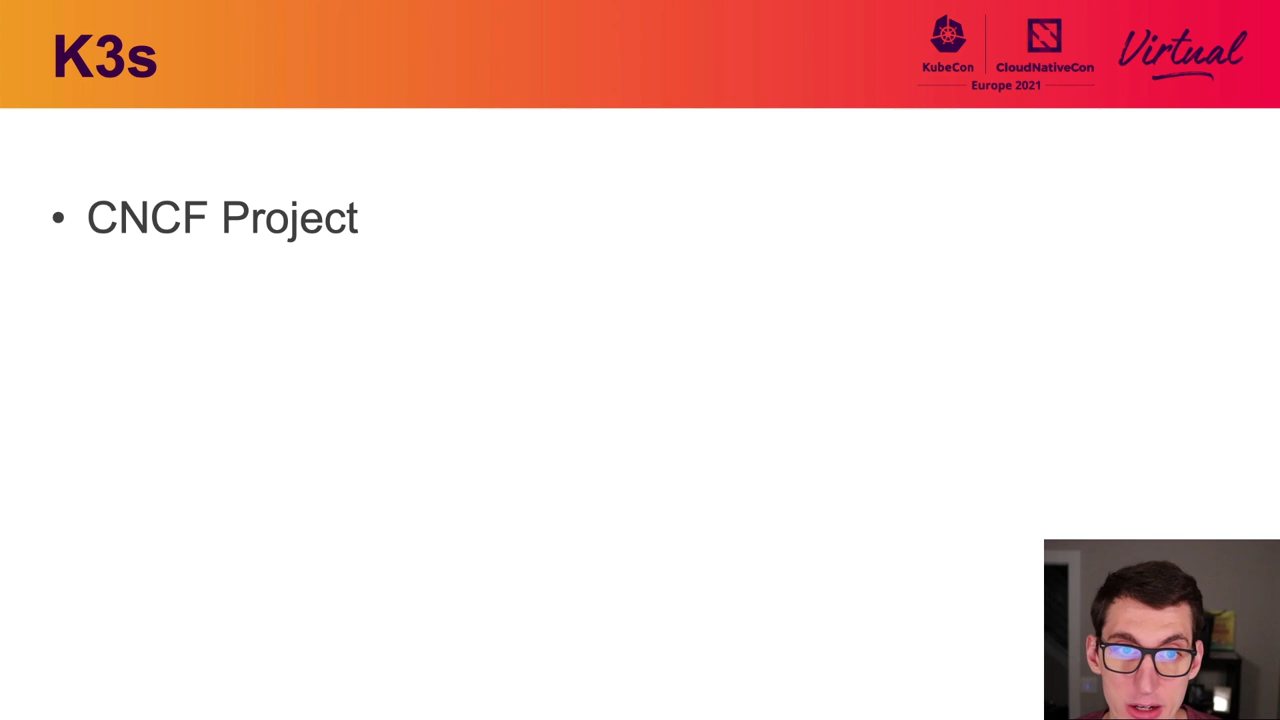 K3s
KubeCon
CloudNativeCon
Europe 2021
Virtual
• CNCF Project